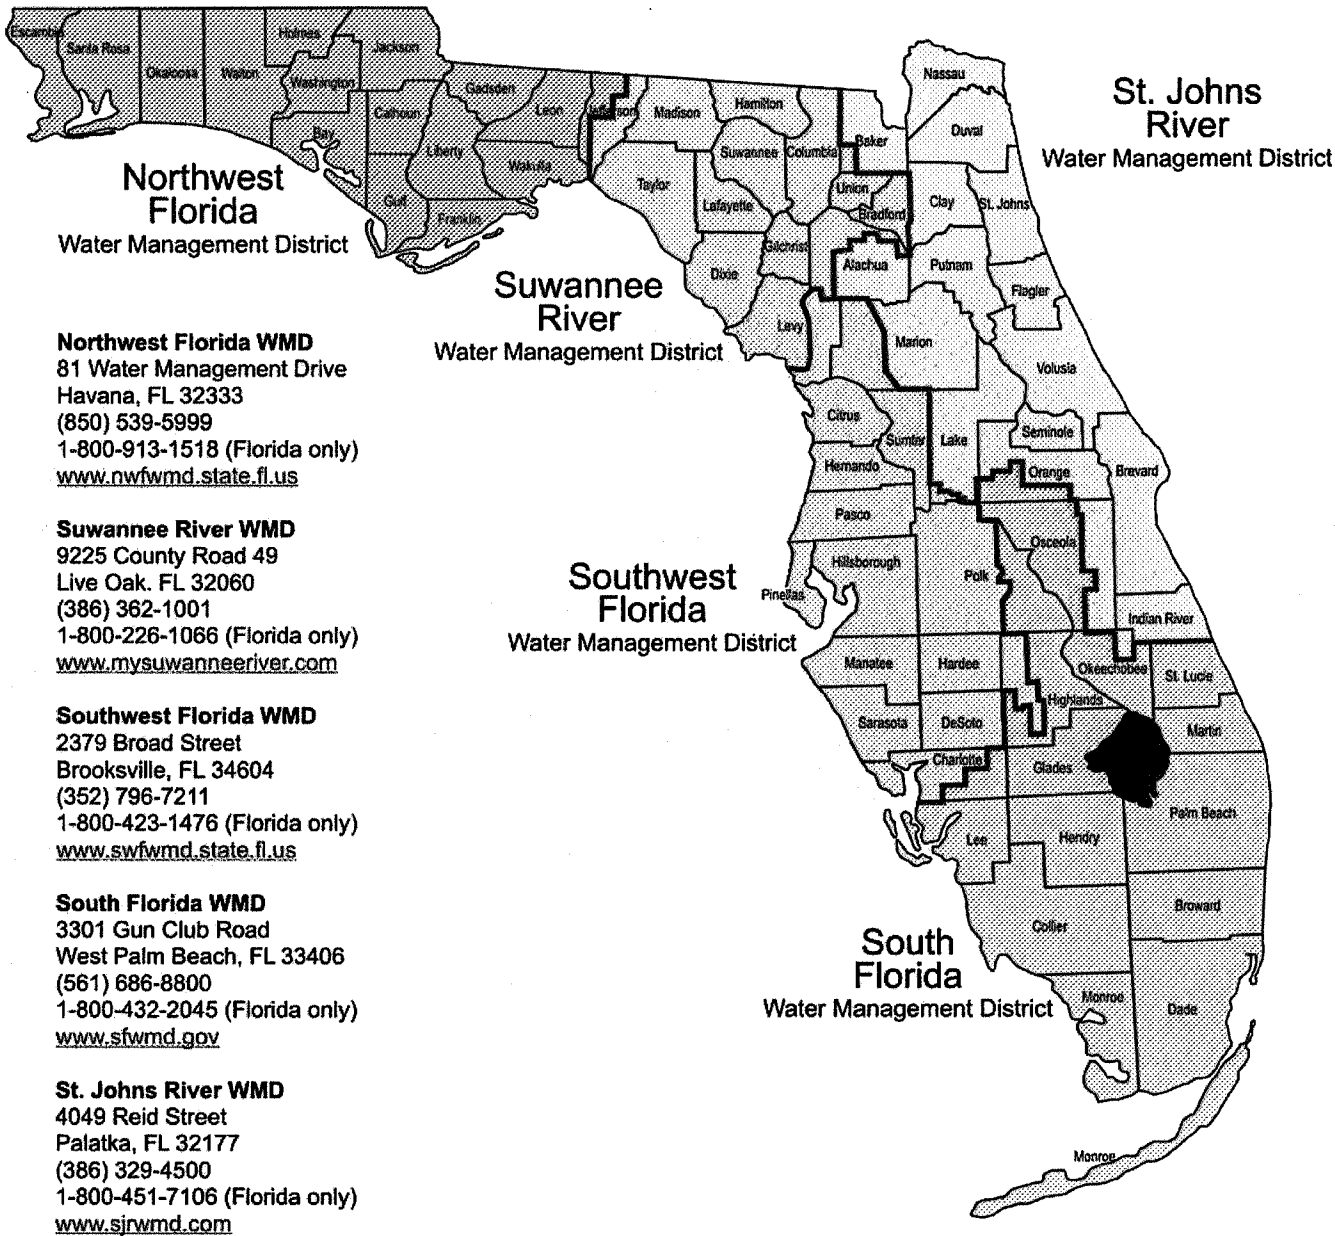 Escambia
Santa Rosa
Okaloosa
Walton
Holmes
Jackson
Washington
Bay
Calhoun
Gulf
Liberty
Gadsden
Franklin
Leon
Wakulla
Jefferson
Madison
Hamilton
Taylor
Suwannee
Columbia
Lafayette
Dixie
Gilchrist
Levy
Union
Bradford
Alachua
Baker
Nassau
Duval
Clay
St. Johns
Putnam
Flagler
Marion
Volusia
Citrus
Sumter
Lake
Seminole
Orange
Brevard
Hernando
Pasco
Hillsborough
Pinellas
Polk
Osceola
Indian River
Manatee
Hardee
Highlands
Okeechobee
St. Lucie
Sarasota
DeSoto
Martin
Charlotte
Glades
Lee
Hendry
Palm Beach
Collier
Broward
Monroe
Dade
Monroe
Northwest
Florida
Water Management District
Suwannee
River
Water Management District
St. Johns
River
Water Management District
Southwest
Florida
Water Management District
South
Florida
Water Management District
Northwest Florida WMD
81 Water Management Drive
Havana, FL 32333
(850) 539-5999
1-800-913-1518 (Florida only)
www.nwfwmd.state.fl.us
Suwannee River WMD
9225 County Road 49
Live Oak. FL 32060
(386) 362-1001
1-800-226-1066 (Florida only)
www.mysuwanneeriver.com
Southwest Florida WMD
2379 Broad Street
Brooksville, FL 34604
(352) 796-7211
1-800-423-1476 (Florida only)
www.swfwmd.state.fl.us
South Florida WMD
3301 Gun Club Road
West Palm Beach, FL 33406
(561) 686-8800
1-800-432-2045 (Florida only)
www.sfwmd.gov
St. Johns River WMD
4049 Reid Street
Palatka, FL 32177
(386) 329-4500
1-800-451-7106 (Florida only)
www.sjrwmd.com